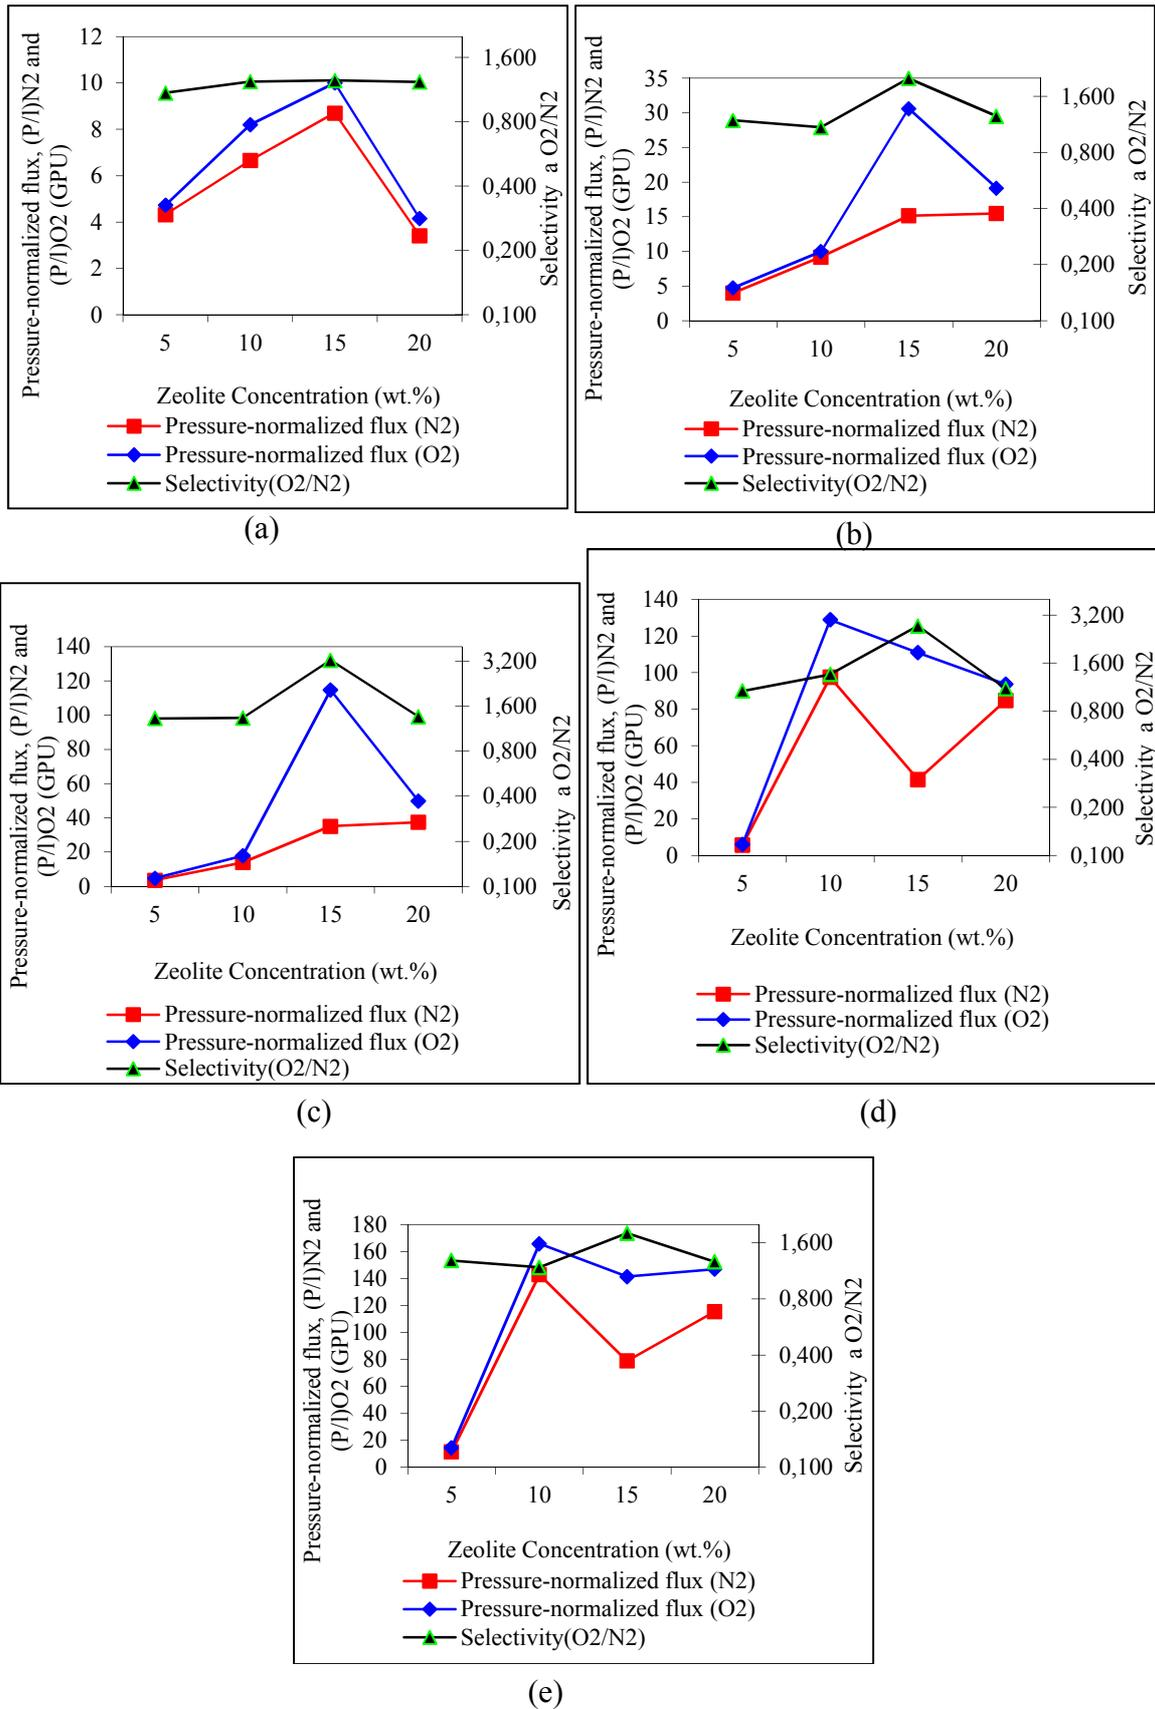 Pressure-normalized flux, (P/l)N2 and
(P/l)O2 (GPU)
12
10
8
6
4
2
0
1,600
0,800
0,400
0,200
0,100
Selectivity a O2/N2
5 10 15 20
Zeolite Concentration (wt.%)
Pressure-normalized flux (N2)
Pressure-normalized flux (O2)
Selectivity(O2/N2)
(a)
Pressure-normalized flux, (P/l)N2 and
(P/l)O2 (GPU)
35
30
25
20
15
10
5
0
1,600
0,800
0,400
0,200
0,100
Selectivity a O2/N2
5 10 15 20
Zeolite Concentration (wt.%)
Pressure-normalized flux (N2)
Pressure-normalized flux (O2)
Selectivity(O2/N2)
(b)
Pressure-normalized flux, (P/l)N2 and
(P/l)O2 (GPU)
140
120
100
80
60
40
20
0
3,200
1,600
0,800
0,400
0,200
0,100
Selectivity a O2/N2
5 10 15 20
Zeolite Concentration (wt.%)
Pressure-normalized flux (N2)
Pressure-normalized flux (O2)
Selectivity(O2/N2)
(c)
Pressure-normalized flux, (P/l)N2 and
(P/l)O2 (GPU)
140
120
100
80
60
40
20
0
3,200
1,600
0,800
0,400
0,200
0,100
Selectivity a O2/N2
5 10 15 20
Zeolite Concentration (wt.%)
Pressure-normalized flux (N2)
Pressure-normalized flux (O2)
Selectivity(O2/N2)
(d)
Pressure-normalized flux, (P/l)N2 and
(P/l)O2 (GPU)
180
160
140
120
100
80
60
40
20
0
1,600
0,800
0,400
0,200
0,100
Selectivity a O2/N2
5 10 15 20
Zeolite Concentration (wt.%)
Pressure-normalized flux (N2)
Pressure-normalized flux (O2)
Selectivity(O2/N2)
(e)